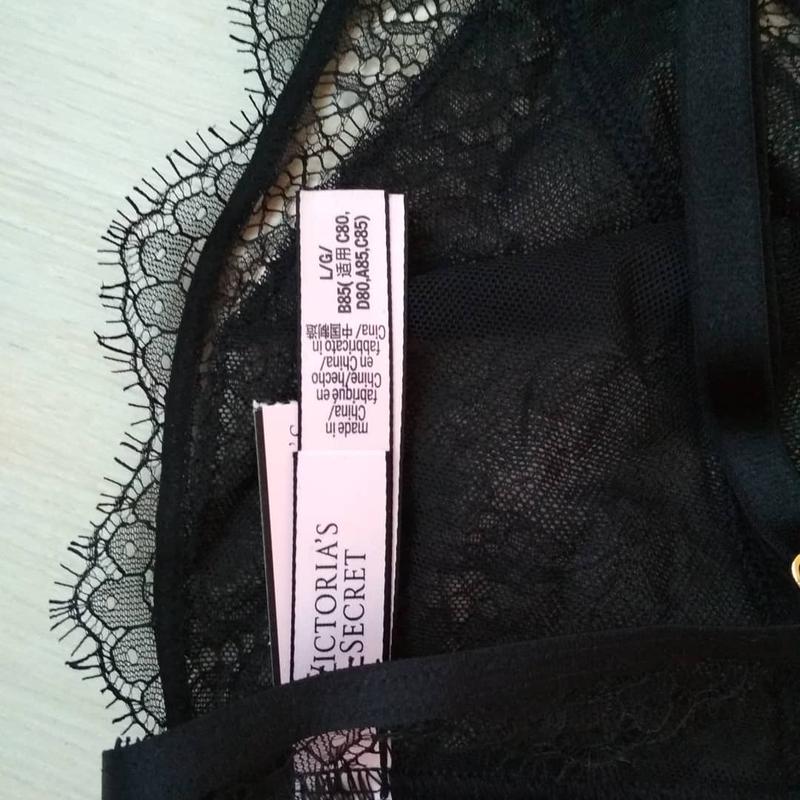 L/G/
B85( 适用 C80,
D80,A85,C85)
made in
China/
fabriqué en
Chine/hecho
en China/
fabbricato in
Cina/ 中国製造
VICTORIA'S
SECRET